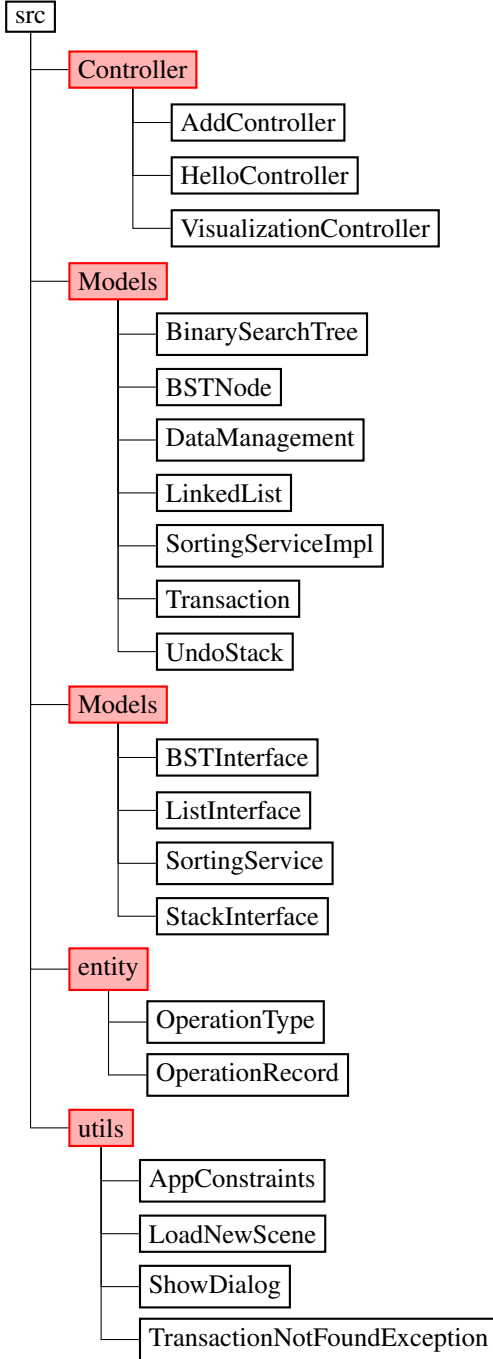 src
Controller
AddController
HelloController
VisualizationController
Models
BinarySearchTree
BSTNode
DataManagement
LinkedList
SortingServiceImpl
Transaction
UndoStack
Models
BSTInterface
ListInterface
SortingService
StackInterface
entity
OperationType
OperationRecord
utils
AppConstraints
LoadNewScene
ShowDialog
TransactionNotFoundException